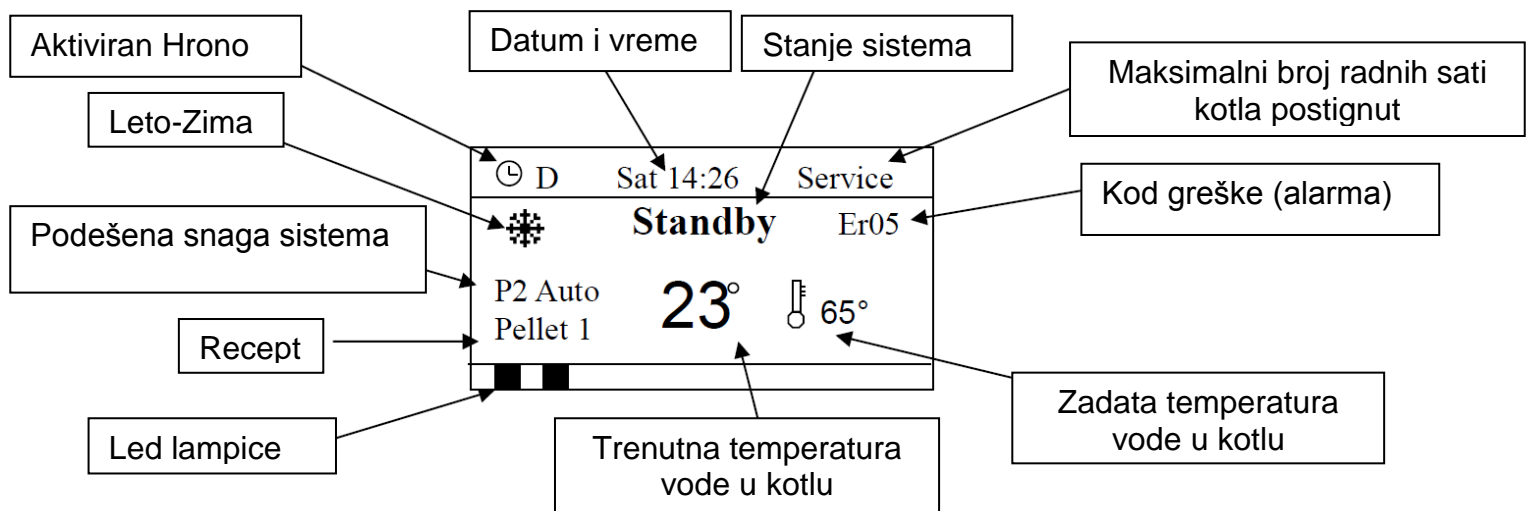 Aktiviran Hrono
Datum i vreme
Stanje sistema
Maksimalni broj radnih sati
kotla postignut
Leto-Zima
D Sat 14:26 Service
Kod greške (alarma)
Standby Er05
Podešena snaga sistema
P2 Auto
23° 65°
Pellet 1
Recept
Led lampice
Trenutna temperatura
vode u kotlu
Zadata temperatura
vode u kotlu